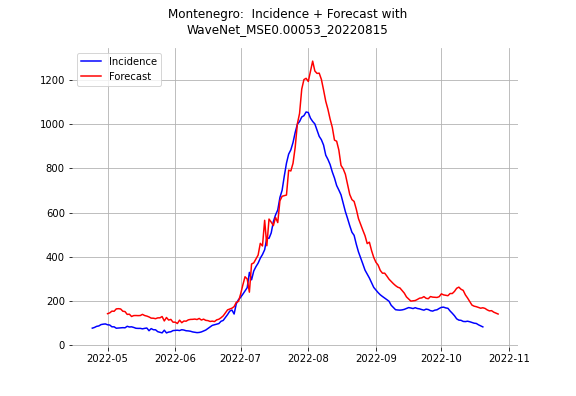 Montenegro:  Incidence + Forecast with
WaveNet_MSE0.00053_20220815
Incidence
Forecast
1200
1000
800
600
400
200
0
2022-05 2022-06 2022-07 2022-08 2022-09 2022-10 2022-11